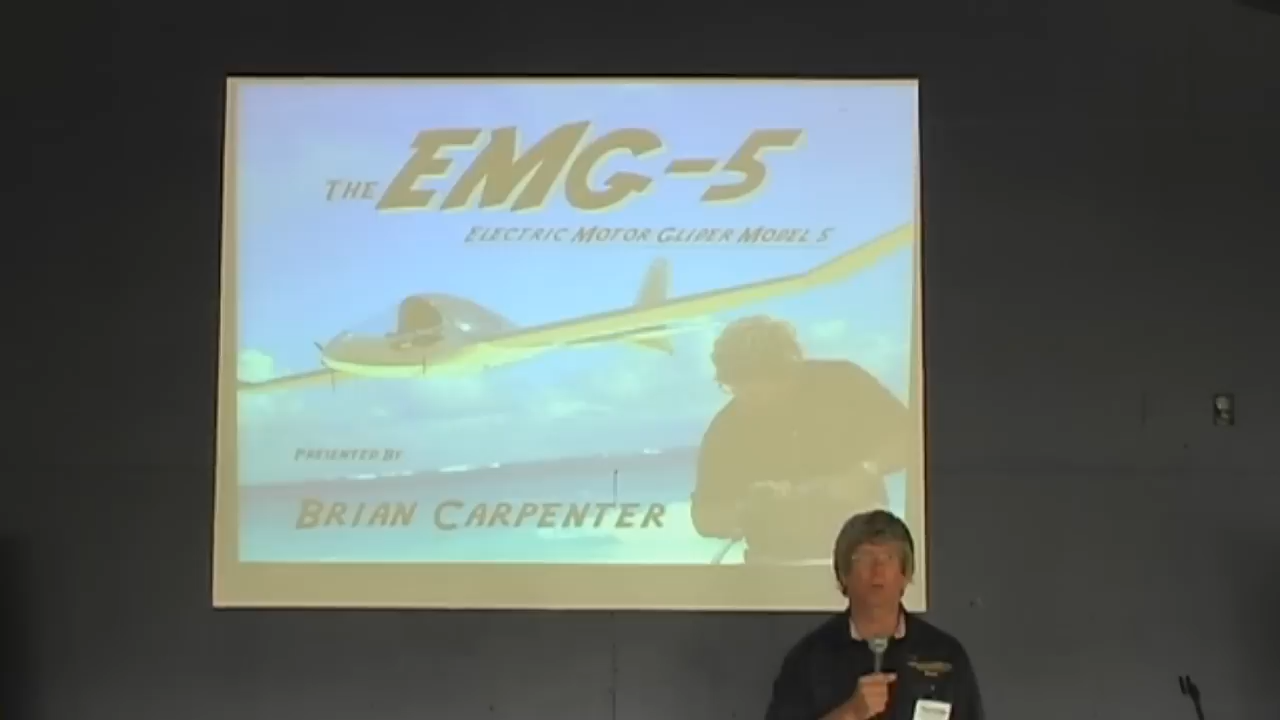 THE EMG-5
ELECTRIC MOTOR GLIDER MODEL 5
PRESENTED BY
BRIAN CARPENTER